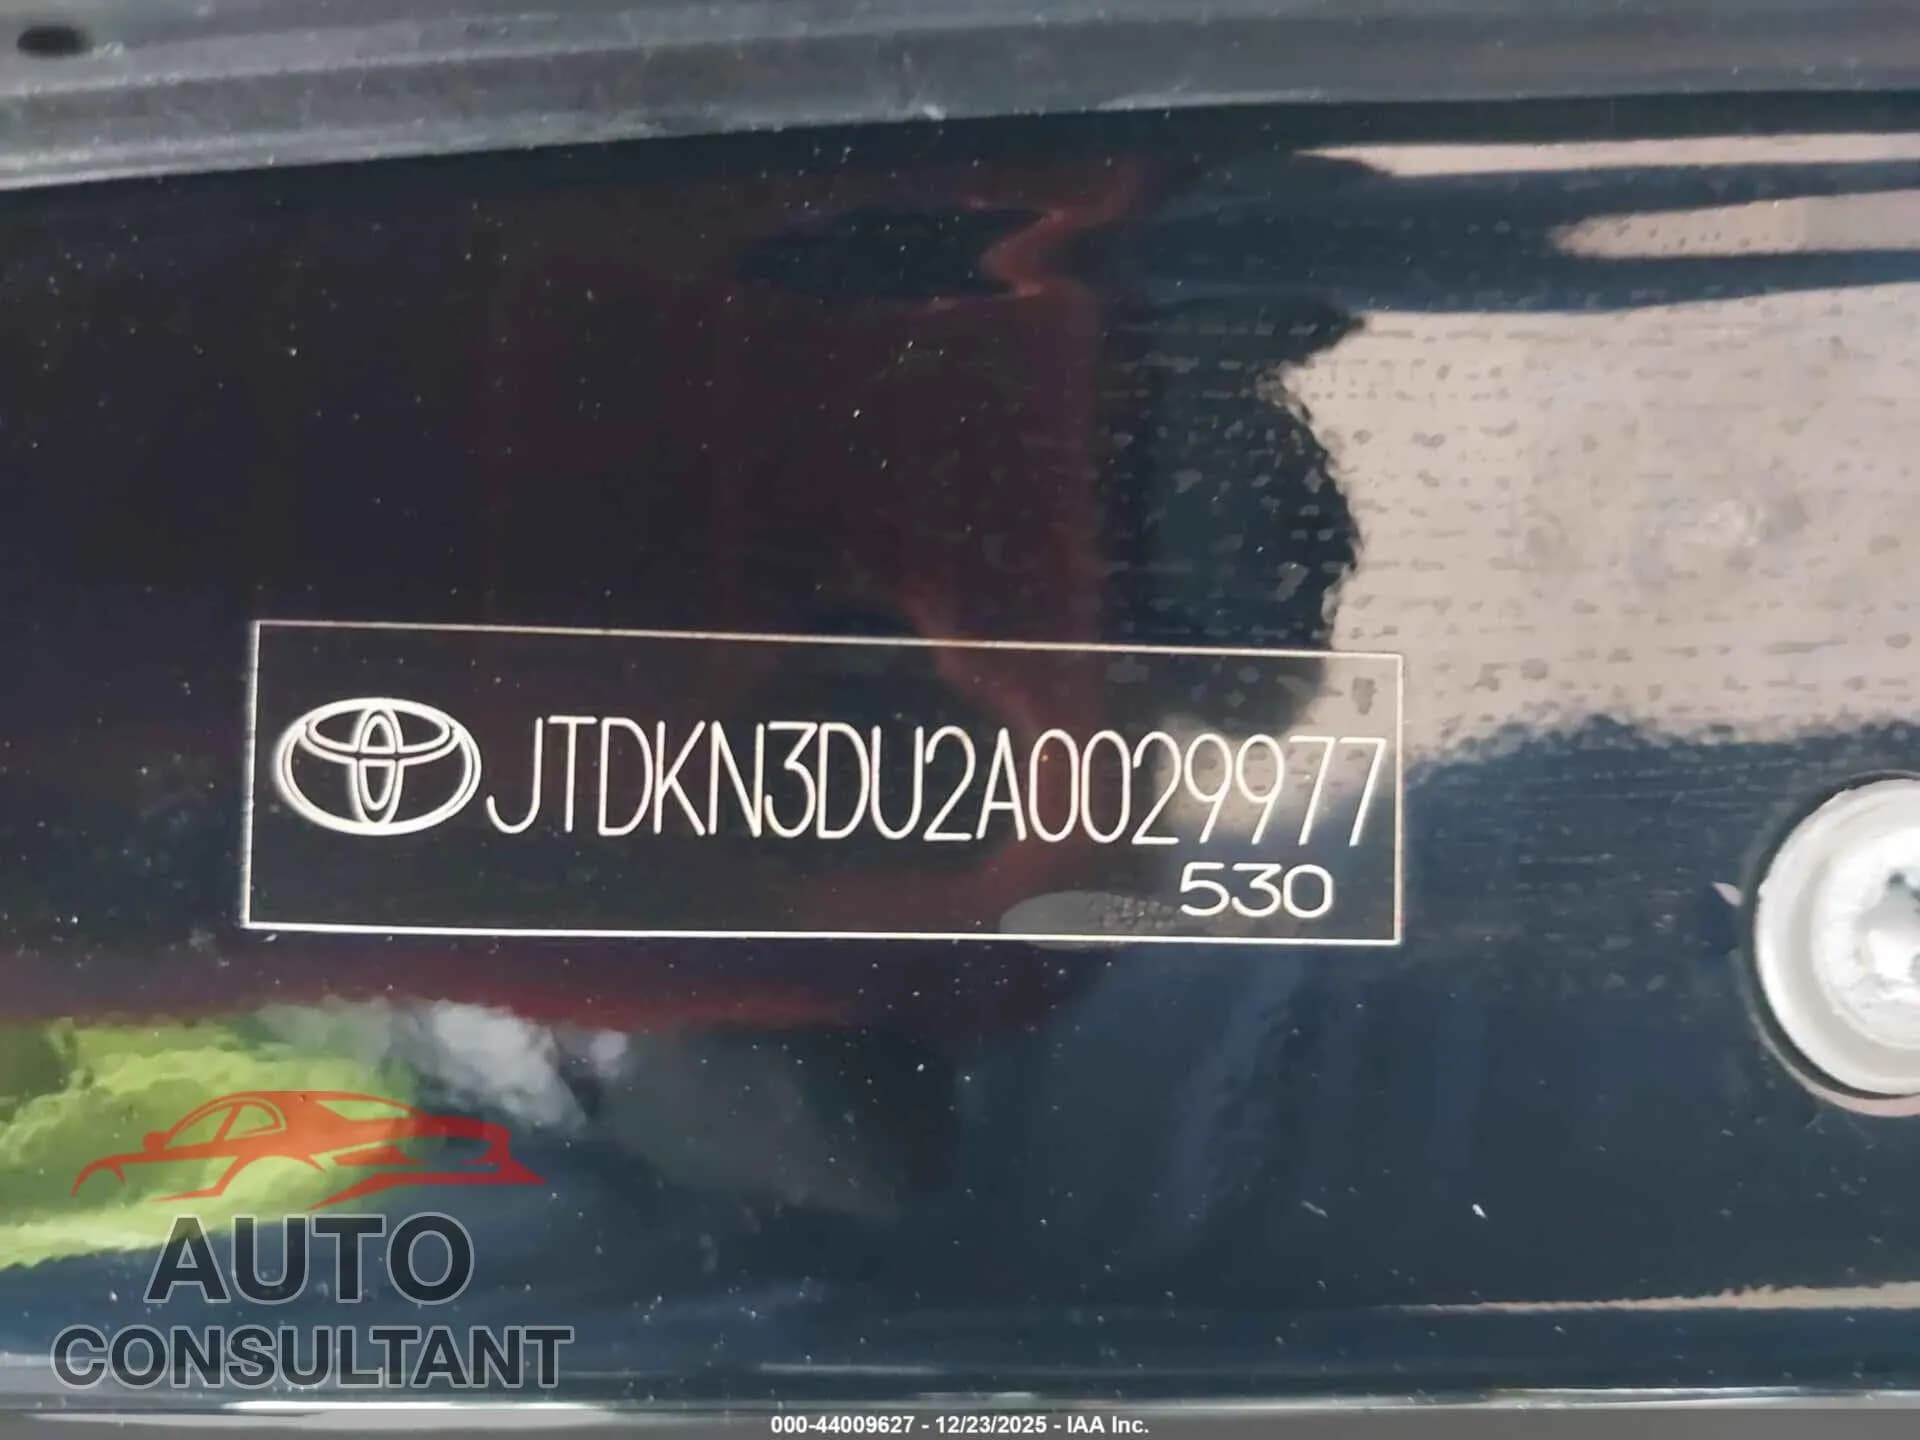 JTDKN3DU2A0029977
530
AUTO
CONSULTANT
000-44009627 - 12/23/2025 - IAA Inc.